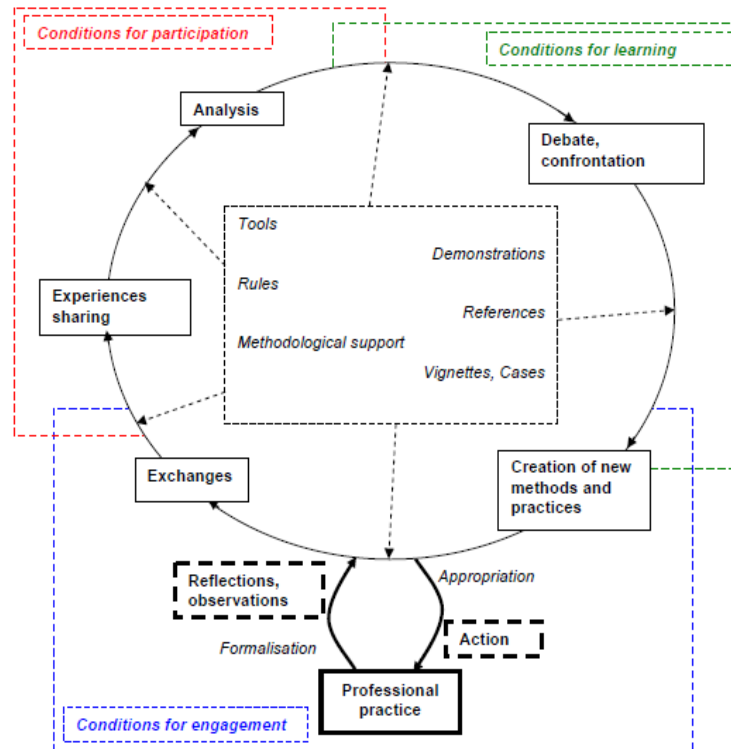 Conditions for participation
Conditions for learning
Analysis
Debate,
confrontation
Tools
Demonstrations
Rules
Experiences
sharing
References
Methodological support
Vignettes, Cases
Exchanges
Creation of new
methods and
practices
Reflections,
observations
Appropriation
Action
Formalisation
Professional
practice
Conditions for engagement